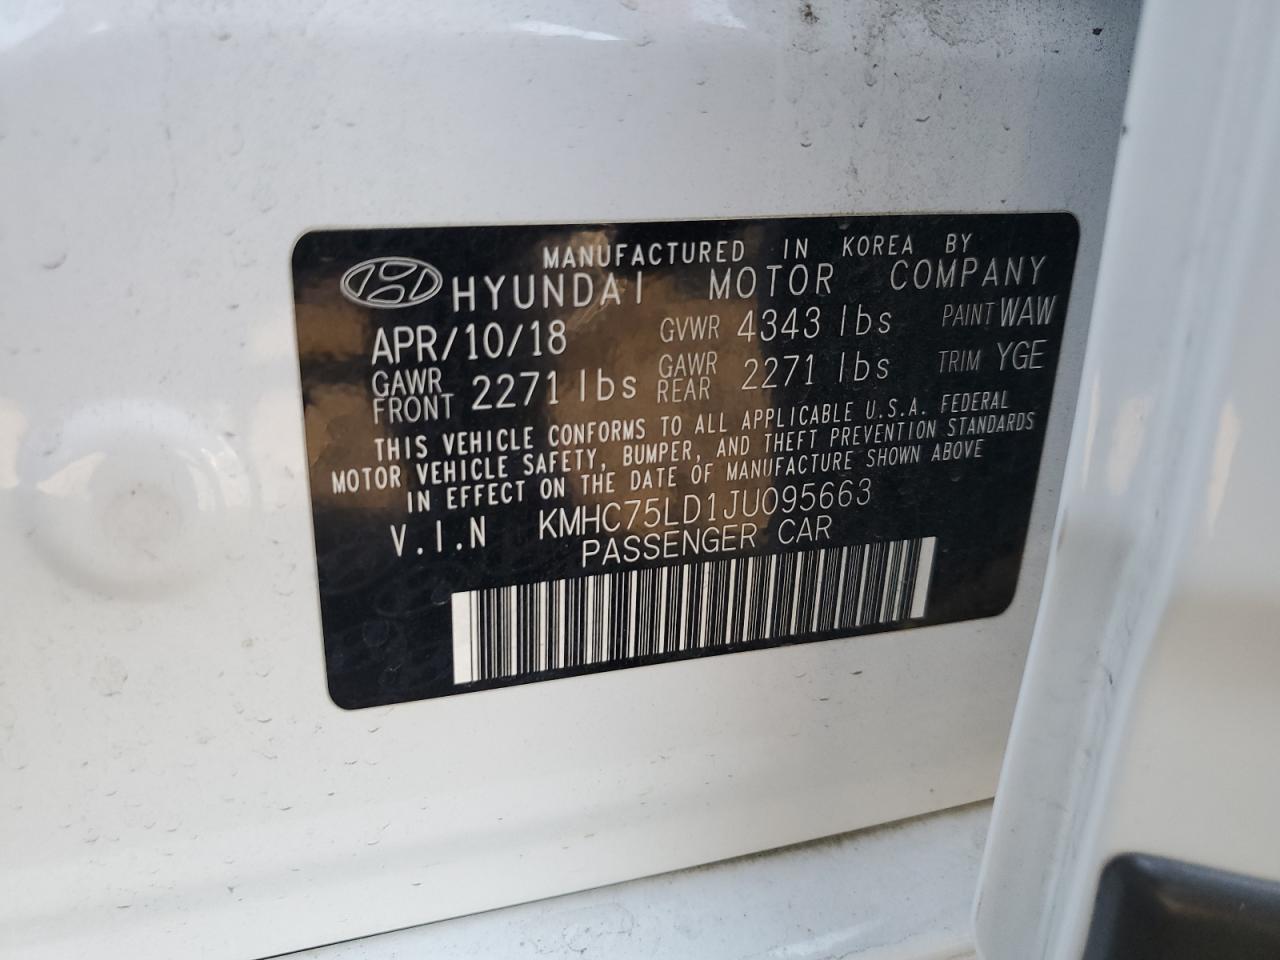 MANUFACTURED IN KOREA BY
HYUNDAI MOTOR COMPANY
APR/10/18 GVWR 4343 lbs PAINT WAW
GAWR FRONT 2271 lbs GAWR REAR 2271 lbs TRIM YGE
THIS VEHICLE CONFORMS TO ALL APPLICABLE U.S.A. FEDERAL
MOTOR VEHICLE SAFETY, BUMPER, AND THEFT PREVENTION STANDARDS
IN EFFECT ON THE DATE OF MANUFACTURE SHOWN ABOVE
V.I.N KMHC75LD1JU095663
PASSENGER CAR